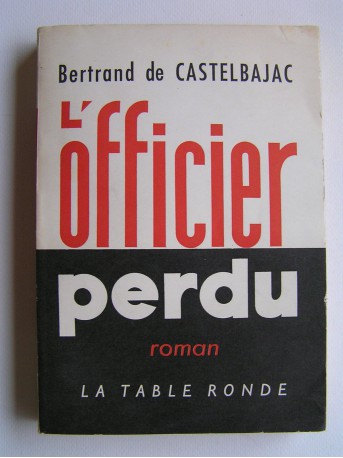 Bertrand de CASTELBAJAC
L'officier
perdu
roman
LA TABLE RONDE